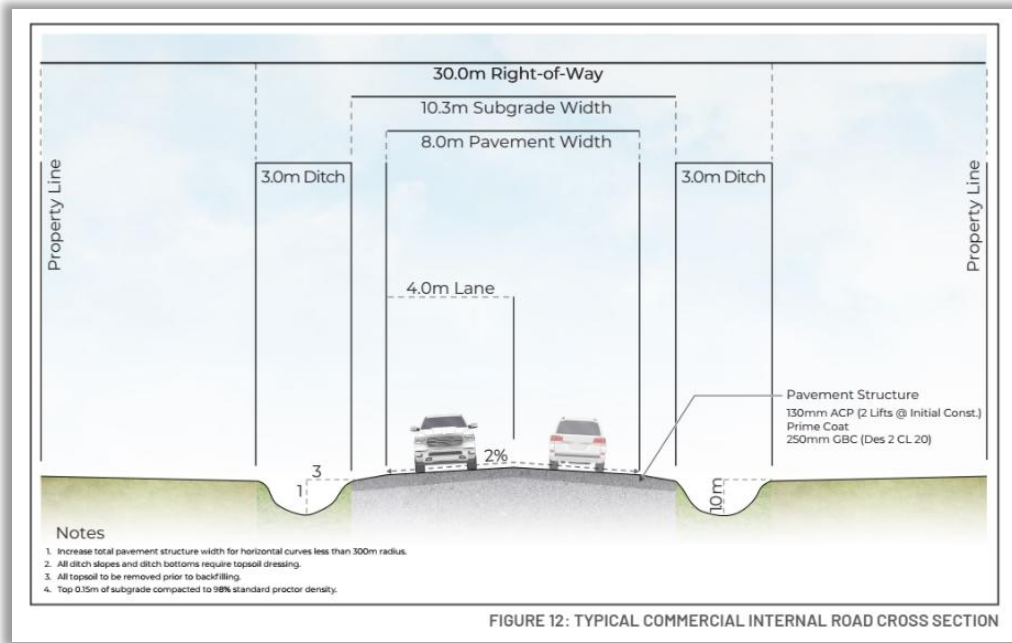 30.0m Right-of-Way
10.3m Subgrade Width
8.0m Pavement Width
Property Line
3.0m Ditch
3.0m Ditch
Property Line
4.0m Lane
Pavement Structure
130mm ACP (2 Lifts @ Initial Const.)
Prime Coat
250mm GBC (Des 2 CL 20)
2%
3
1
1.0m
Notes
1. Increase total pavement structure width for horizontal curves less than 300m radius.
2. All ditch slopes and ditch bottoms require topsoil dressing.
3. All topsoil to be removed prior to backfilling.
4. Top 0.15m of subgrade compacted to 98% standard proctor density.
FIGURE 12: TYPICAL COMMERCIAL INTERNAL ROAD CROSS SECTION